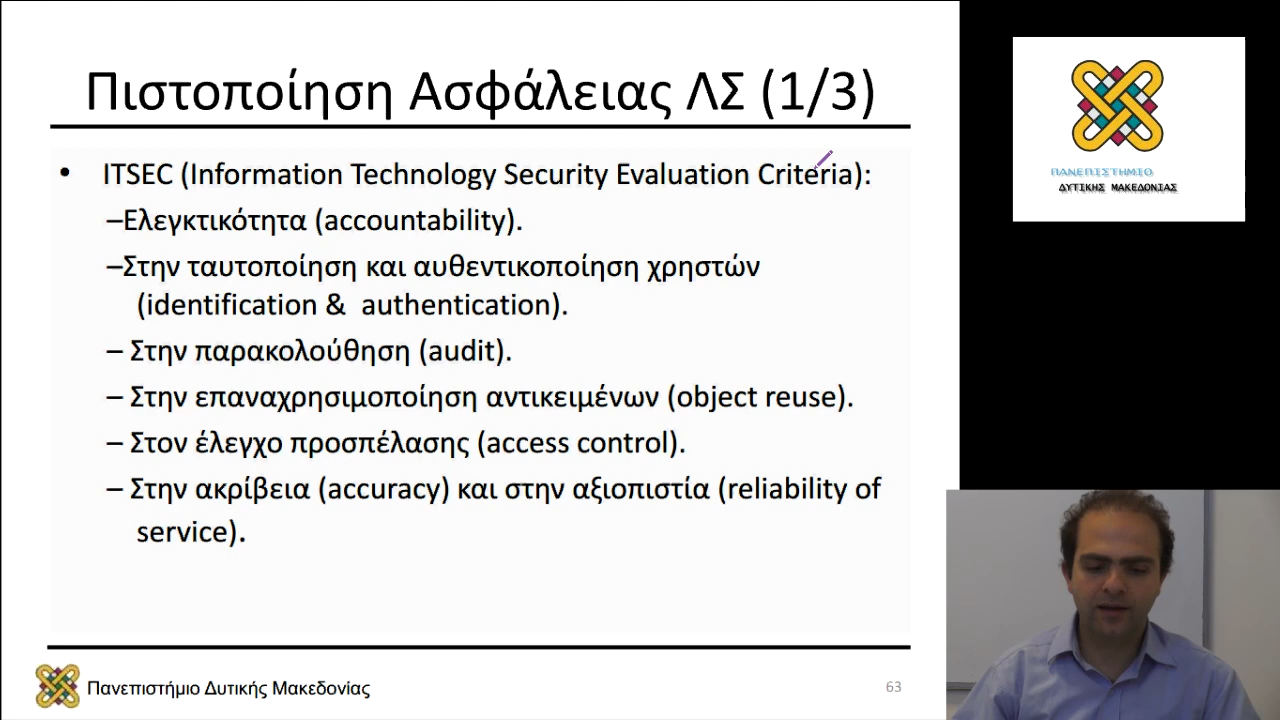 Πιστοποίηση Ασφάλειας ΛΣ (1/3)
• ITSEC (Information Technology Security Evaluation Criteria):
–Ελεγκτικότητα (accountability).
–Στην ταυτοποίηση και αυθεντικοποίηση χρηστών
(identification & authentication).
– Στην παρακολούθηση (audit).
– Στην επαναχρησιμοποίηση αντικειμένων (object reuse).
– Στον έλεγχο προσπέλασης (access control).
– Στην ακρίβεια (accuracy) και στην αξιοπιστία (reliability of
service).
Πανεπιστήμιο Δυτικής Μακεδονίας
63
ΠΑΝΕΠΙΣΤΗΜΙΟ
ΔΥΤΙΚΗΣ ΜΑΚΕΔΟΝΙΑΣ